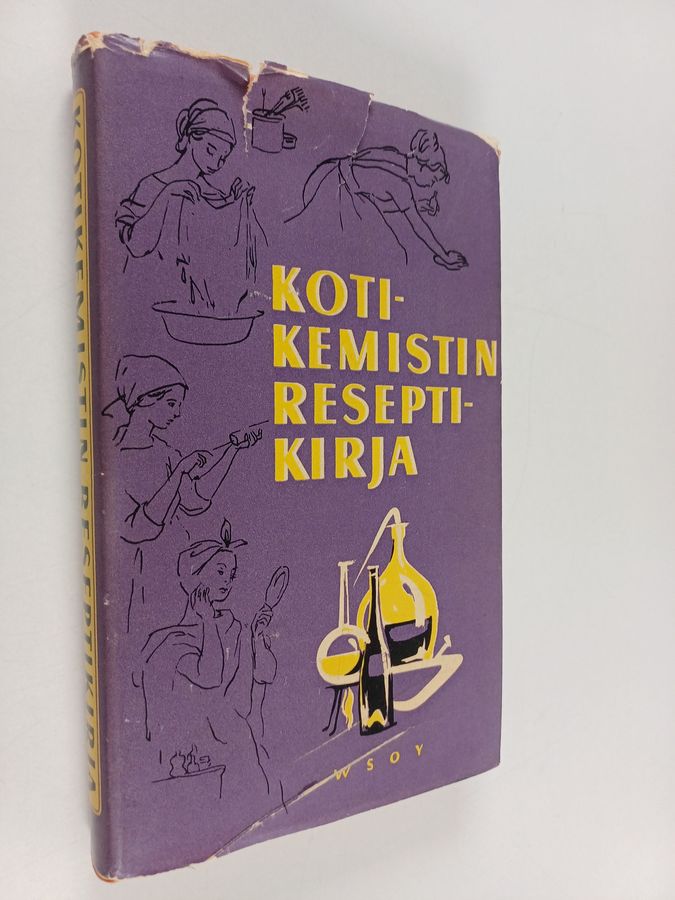 KOTIKEMISTIN RESEPTIKIRJA
KOTI-
KEMISTIN
RESEPTI-
KIRJA
WSOY